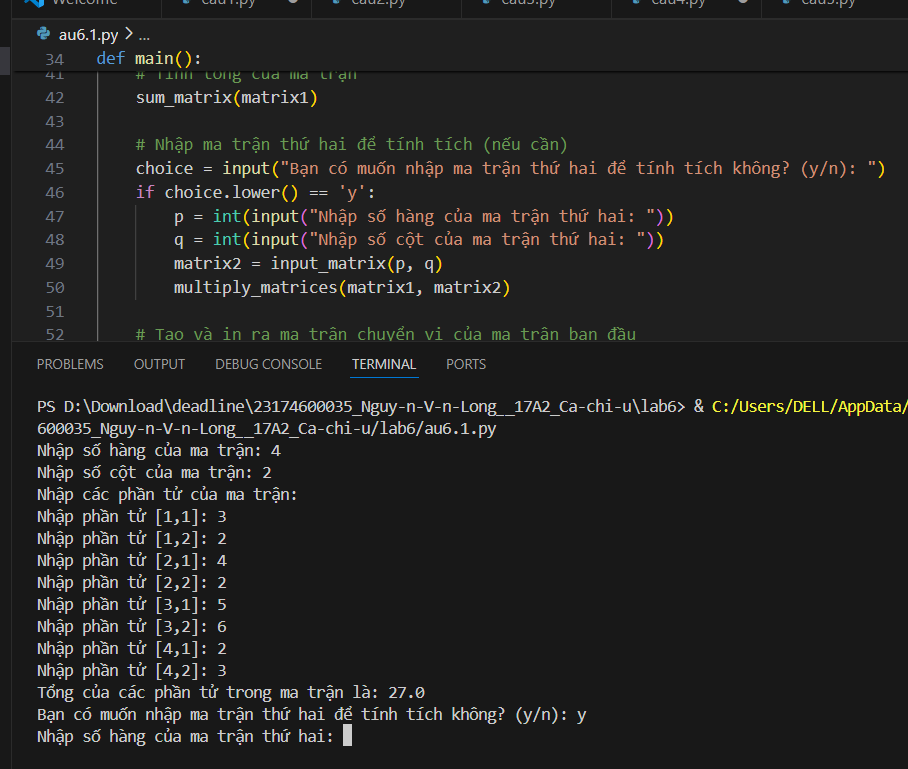 Welcome cau1.py cau2.py cau3.py cau4.py cau5.py
au6.1.py > ...
34 def main():
41 # Tính tổng của ma trận
42 sum_matrix(matrix1)
43
44 # Nhập ma trận thứ hai để tính tích (nếu cần)
45 choice = input("Bạn có muốn nhập ma trận thứ hai để tính tích không? (y/n): ")
46 if choice.lower() == 'y':
47 p = int(input("Nhập số hàng của ma trận thứ hai: "))
48 q = int(input("Nhập số cột của ma trận thứ hai: "))
49 matrix2 = input_matrix(p, q)
50 multiply_matrices(matrix1, matrix2)
51
52 # Tạo và in ra ma trận chuyển vị của ma trận ban đầu
PROBLEMS OUTPUT DEBUG CONSOLE TERMINAL PORTS
PS D:\Download\deadline\23174600035_Nguy-n-V-n-Long__17A2_Ca-chi-u\lab6> & C:/Users/DELL/AppData/
600035_Nguy-n-V-n-Long__17A2_Ca-chi-u/lab6/au6.1.py
Nhập số hàng của ma trận: 4
Nhập số cột của ma trận: 2
Nhập các phần tử của ma trận:
Nhập phần tử [1,1]: 3
Nhập phần tử [1,2]: 2
Nhập phần tử [2,1]: 4
Nhập phần tử [2,2]: 2
Nhập phần tử [3,1]: 5
Nhập phần tử [3,2]: 6
Nhập phần tử [4,1]: 2
Nhập phần tử [4,2]: 3
Tổng của các phần tử trong ma trận là: 27.0
Bạn có muốn nhập ma trận thứ hai để tính tích không? (y/n): y
Nhập số hàng của ma trận thứ hai: